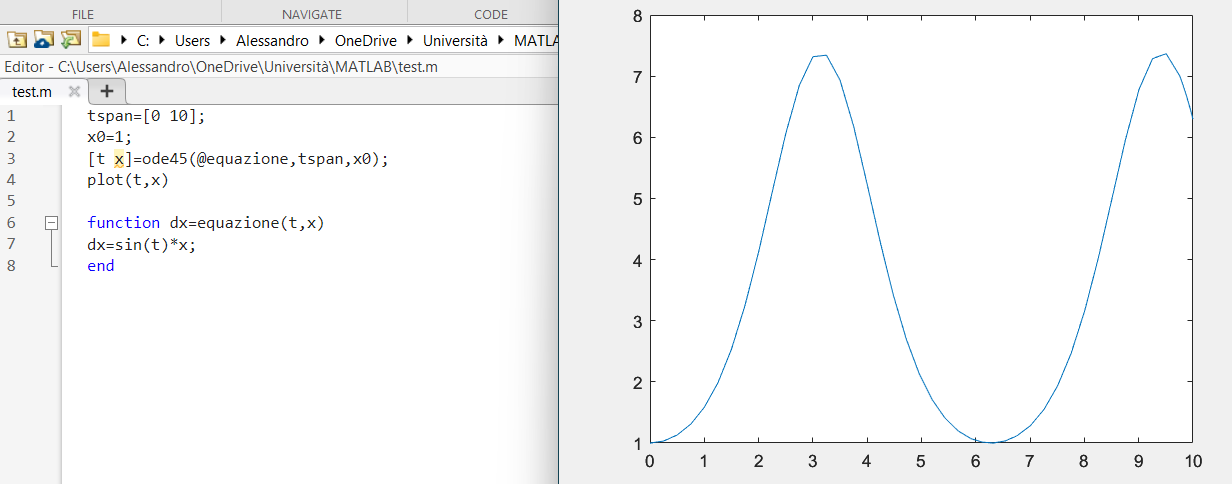 FILE NAVIGATE CODE
C: Users Alessandro OneDrive Università MATLA
Editor - C:\Users\Alessandro\OneDrive\Università\MATLAB\test.m
test.m
1 tspan=[0 10];
2 x0=1;
3 [t x]=ode45(@equazione,tspan,x0);
4 plot(t,x)
5
6 function dx=equazione(t,x)
7 dx=sin(t)*x;
8 end
8
7
6
5
4
3
2
1
0 1 2 3 4 5 6 7 8 9 10